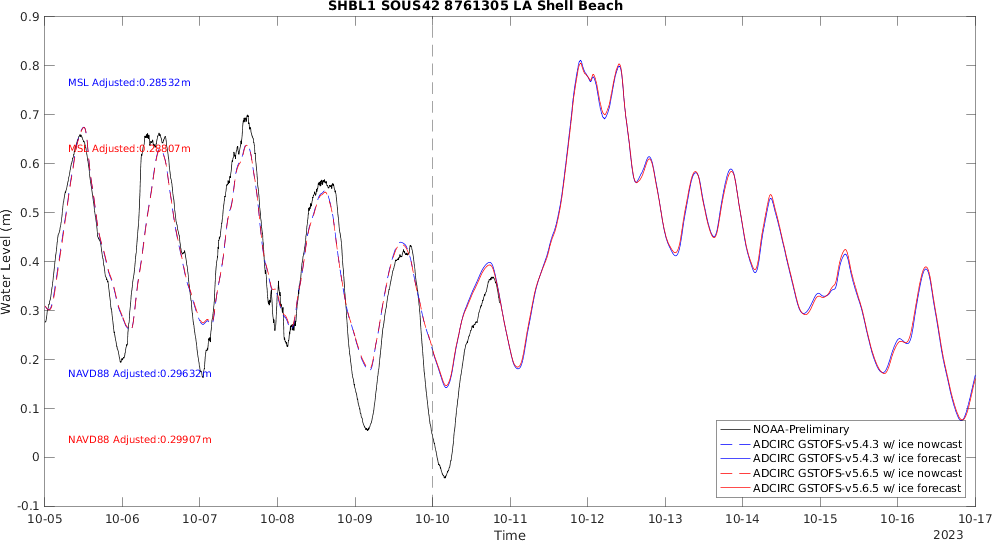 SHBL1 SOUS42 8761305 LA Shell Beach
0.9
0.8
0.7
0.6
0.5
0.4
0.3
0.2
0.1
0
-0.1
Water Level (m)
MSL Adjusted:0.28532m
MSL Adjusted:0.28807m
NAVD88 Adjusted:0.29632m
NAVD88 Adjusted:0.29907m
NOAA-Preliminary
ADCIRC GSTOFS-v5.4.3 w/ ice nowcast
ADCIRC GSTOFS-v5.4.3 w/ ice forecast
ADCIRC GSTOFS-v5.6.5 w/ ice nowcast
ADCIRC GSTOFS-v5.6.5 w/ ice forecast
10-05 10-06 10-07 10-08 10-09 10-10 10-11 10-12 10-13 10-14 10-15 10-16 10-17
Time
2023